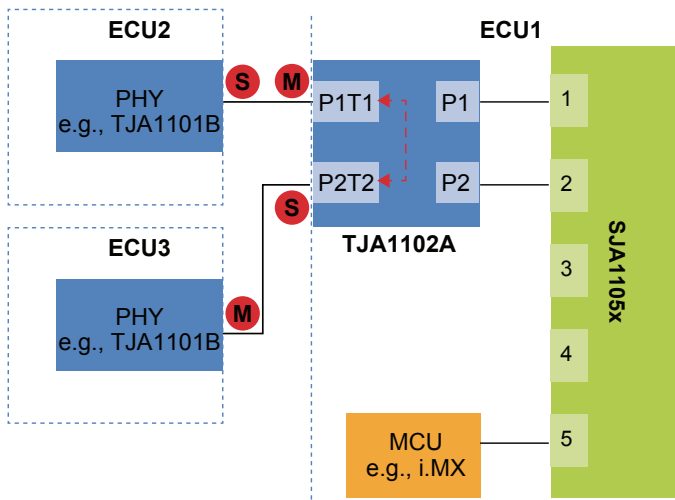 ECU2
ECU1
S
M
PHY
e.g., TJA1101B
P1T1
P1
1
P2T2
P2
2
S
TJA1102A
ECU3
3
SJA1105x
M
PHY
e.g., TJA1101B
4
MCU
e.g., i.MX
5